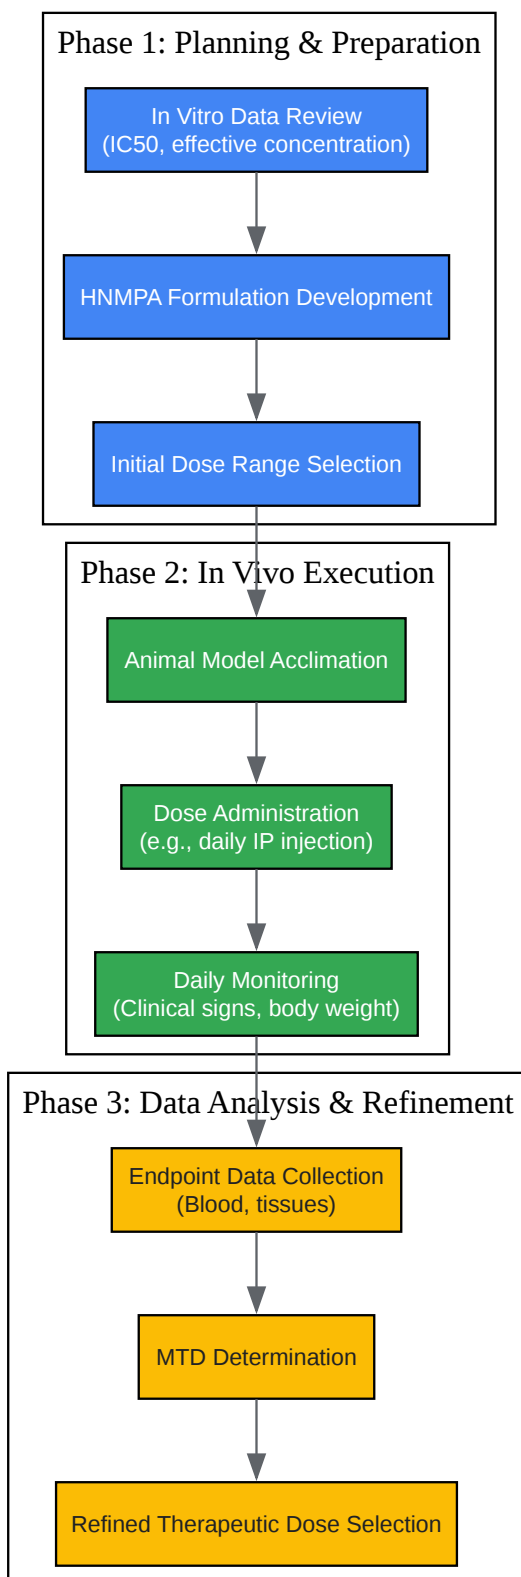 Phase 1: Planning & Preparation
In Vitro Data Review
(IC50, effective concentration)
HNMPA Formulation Development
Initial Dose Range Selection
Phase 2: In Vivo Execution
Animal Model Acclimation
Dose Administration
(e.g., daily IP injection)
Daily Monitoring
(Clinical signs, body weight)
Phase 3: Data Analysis & Refinement
Endpoint Data Collection
(Blood, tissues)
MTD Determination
Refined Therapeutic Dose Selection